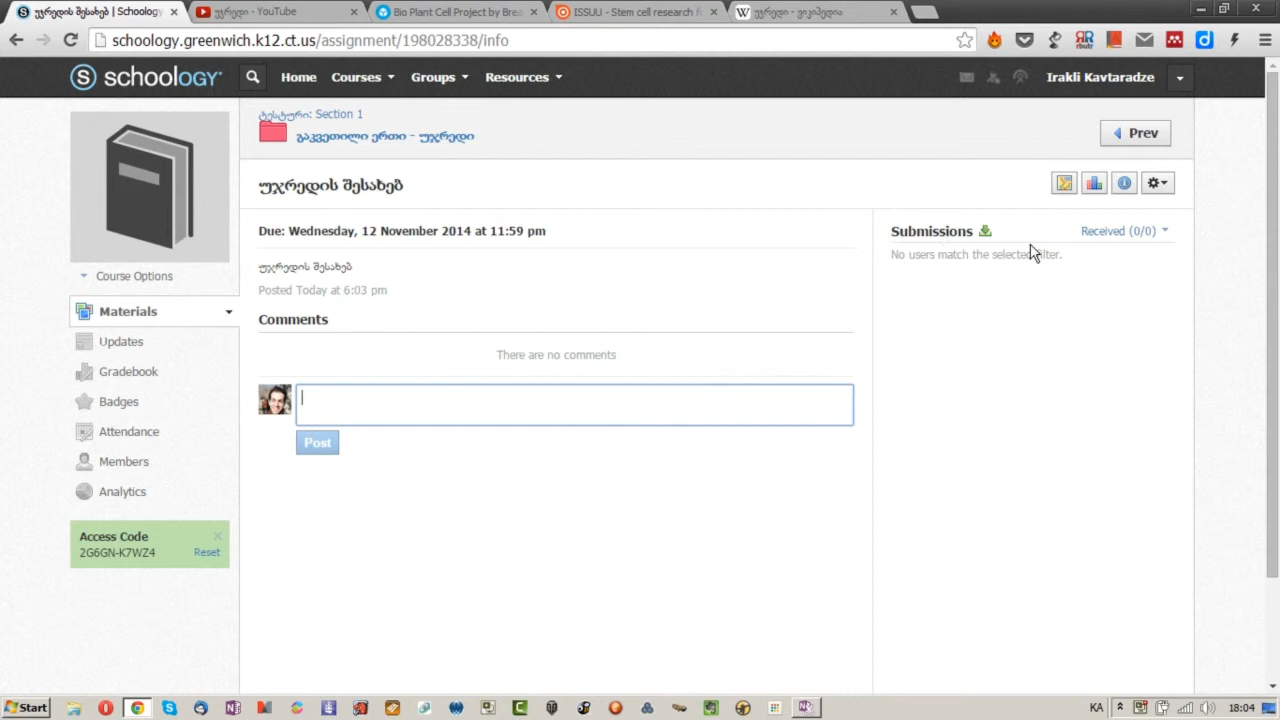 უჯრედის შესახებ | Schoology
უჯრედი - YouTube
Bio Plant Cell Project by Brea
ISSUU - Stem cell research f
უჯრედი - ვიკიპედია
schoology.greenwich.k12.ct.us/assignment/198028338/info
S schoology
Home Courses Groups Resources Irakli Kavtaradze
ტესტური: Section 1
გაკვეთილი ერთი - უჯრედი
Prev
უჯრედის შესახებ
Due: Wednesday, 12 November 2014 at 11:59 pm
უჯრედის შესახებ
Posted Today at 6:03 pm
Comments
There are no comments
Post
Submissions Received (0/0)
No users match the selected filter.
Course Options
Materials
Updates
Gradebook
Badges
Attendance
Members
Analytics
Access Code
2G6GN-K7WZ4 Reset
Start KA 18:04